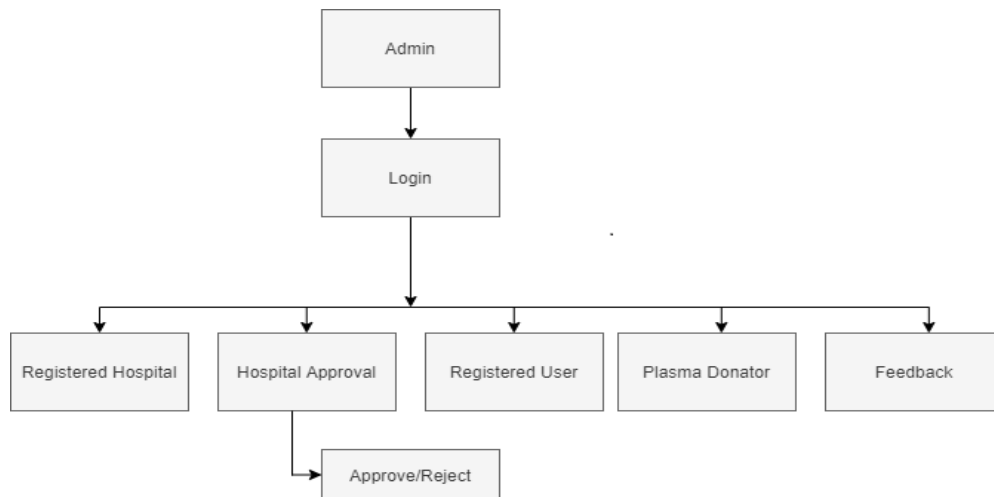 Admin
Login
Registered Hospital
Hospital Approval
Registered User
Plasma Donator
Feedback
Approve/Reject